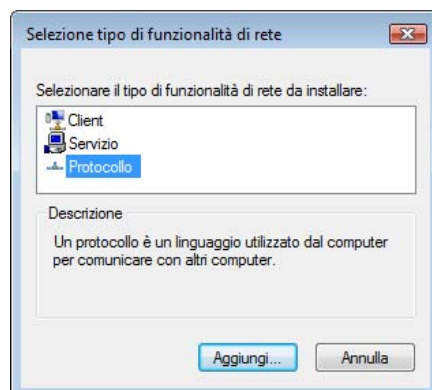 Selezione tipo di funzionalità di rete
Selezionare il tipo di funzionalità di rete da installare:
Client
Servizio
Protocollo
Descrizione
Un protocollo è un linguaggio utilizzato dal computer
per comunicare con altri computer.
Aggiungi...
Annulla